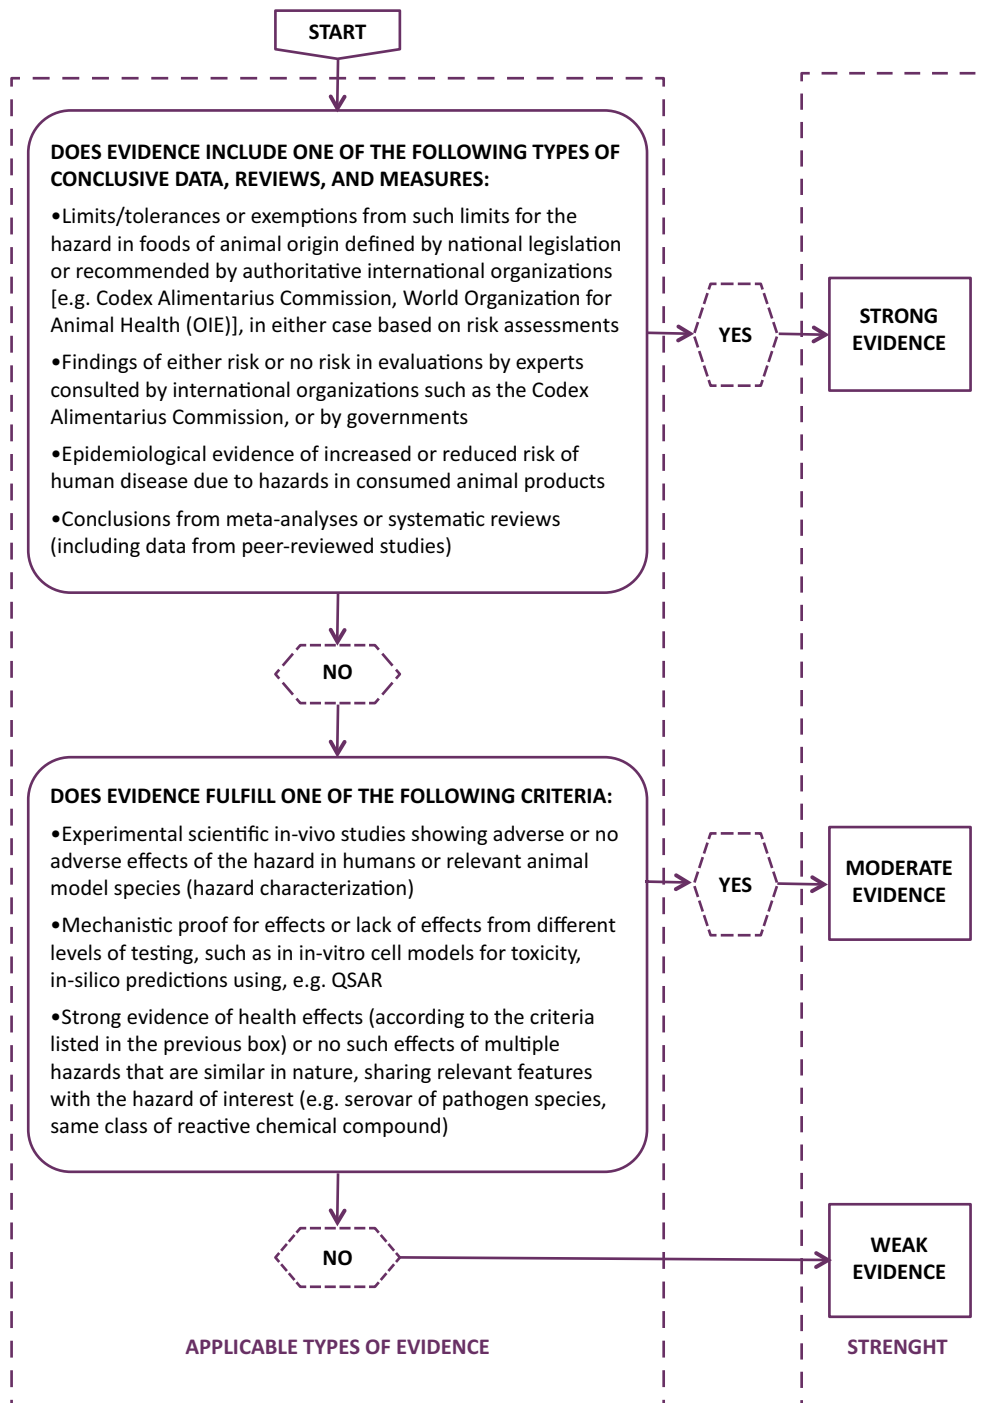 START
DOES EVIDENCE INCLUDE ONE OF THE FOLLOWING TYPES OF
CONCLUSIVE DATA, REVIEWS, AND MEASURES:
•Limits/tolerances or exemptions from such limits for the
hazard in foods of animal origin defined by national legislation
or recommended by authoritative international organizations
[e.g. Codex Alimentarius Commission, World Organization for
Animal Health (OIE)], in either case based on risk assessments
•Findings of either risk or no risk in evaluations by experts
consulted by international organizations such as the Codex
Alimentarius Commission, or by governments
•Epidemiological evidence of increased or reduced risk of
human disease due to hazards in consumed animal products
•Conclusions from meta-analyses or systematic reviews
(including data from peer-reviewed studies)
YES
STRONG
EVIDENCE
NO
DOES EVIDENCE FULFILL ONE OF THE FOLLOWING CRITERIA:
•Experimental scientific in-vivo studies showing adverse or no
adverse effects of the hazard in humans or relevant animal
model species (hazard characterization)
•Mechanistic proof for effects or lack of effects from different
levels of testing, such as in in-vitro cell models for toxicity,
in-silico predictions using, e.g. QSAR
•Strong evidence of health effects (according to the criteria
listed in the previous box) or no such effects of multiple
hazards that are similar in nature, sharing relevant features
with the hazard of interest (e.g. serovar of pathogen species,
same class of reactive chemical compound)
YES
MODERATE
EVIDENCE
NO
WEAK
EVIDENCE
APPLICABLE TYPES OF EVIDENCE
STRENGHT